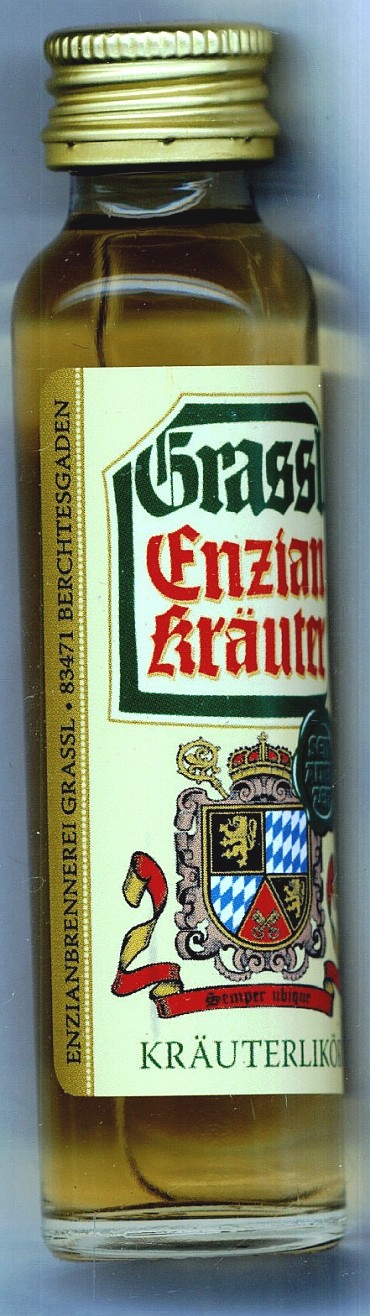 ENZIANBRENNEREI GRASSL • 83471 BERCHTESGADEN
Grassl
Enzian
Kräuter
Semper ubique
KRÄUTERLIKÖR